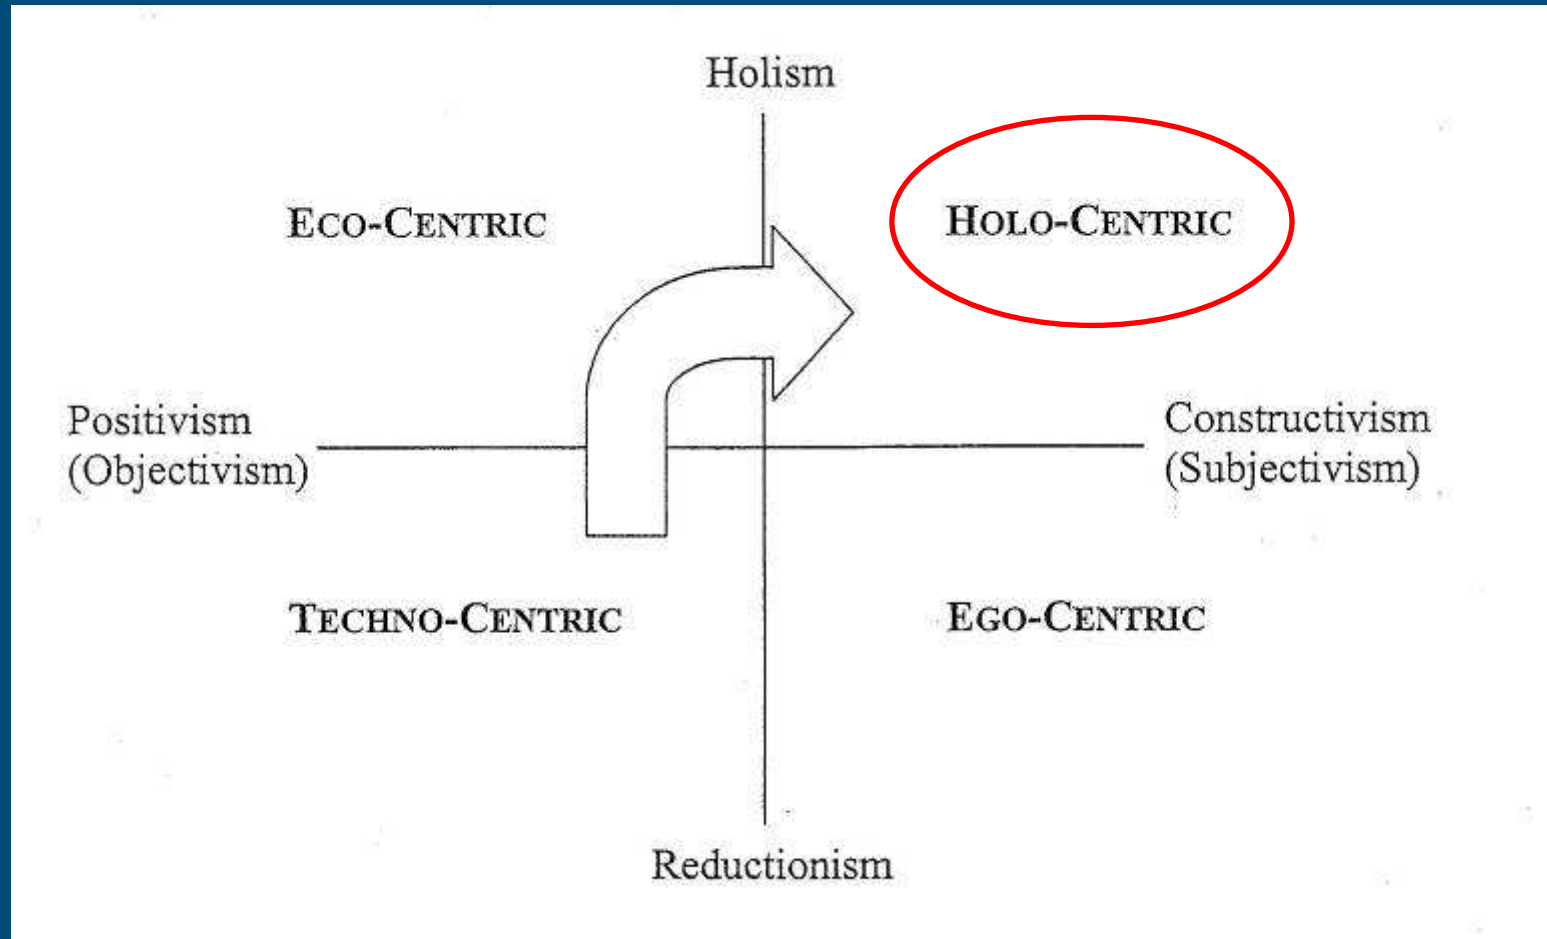 Holism
ECO-CENTRIC
HOLO-CENTRIC
Positivism
(Objectivism)
Constructivism
(Subjectivism)
TECHNO-CENTRIC
EGO-CENTRIC
Reductionism